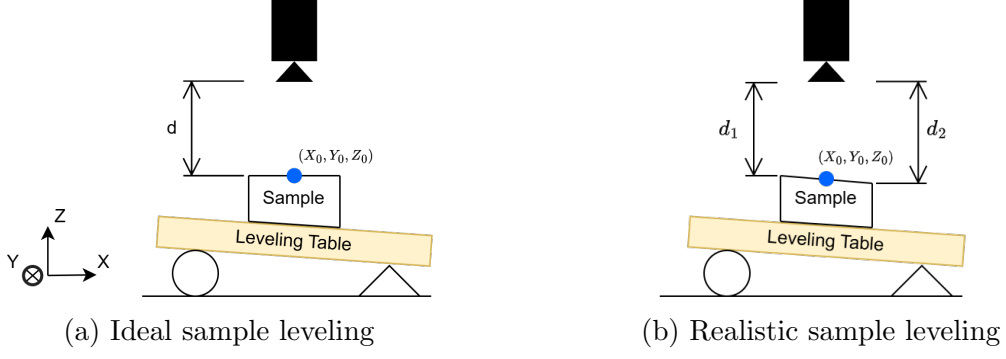 d
(X₀, Y₀, Z₀)
Sample
Leveling Table
Z
Y
X
(a) Ideal sample leveling
d₁
d₂
(X₀, Y₀, Z₀)
Sample
Leveling Table
(b) Realistic sample leveling